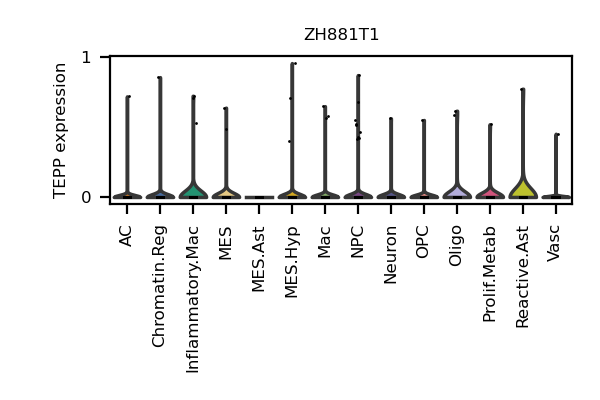 ZH881T1
TEPP expression
1
0
AC
Chromatin.Reg
Inflammatory.Mac
MES
MES.Ast
MES.Hyp
Mac
NPC
Neuron
OPC
Oligo
Prolif.Metab
Reactive.Ast
Vasc